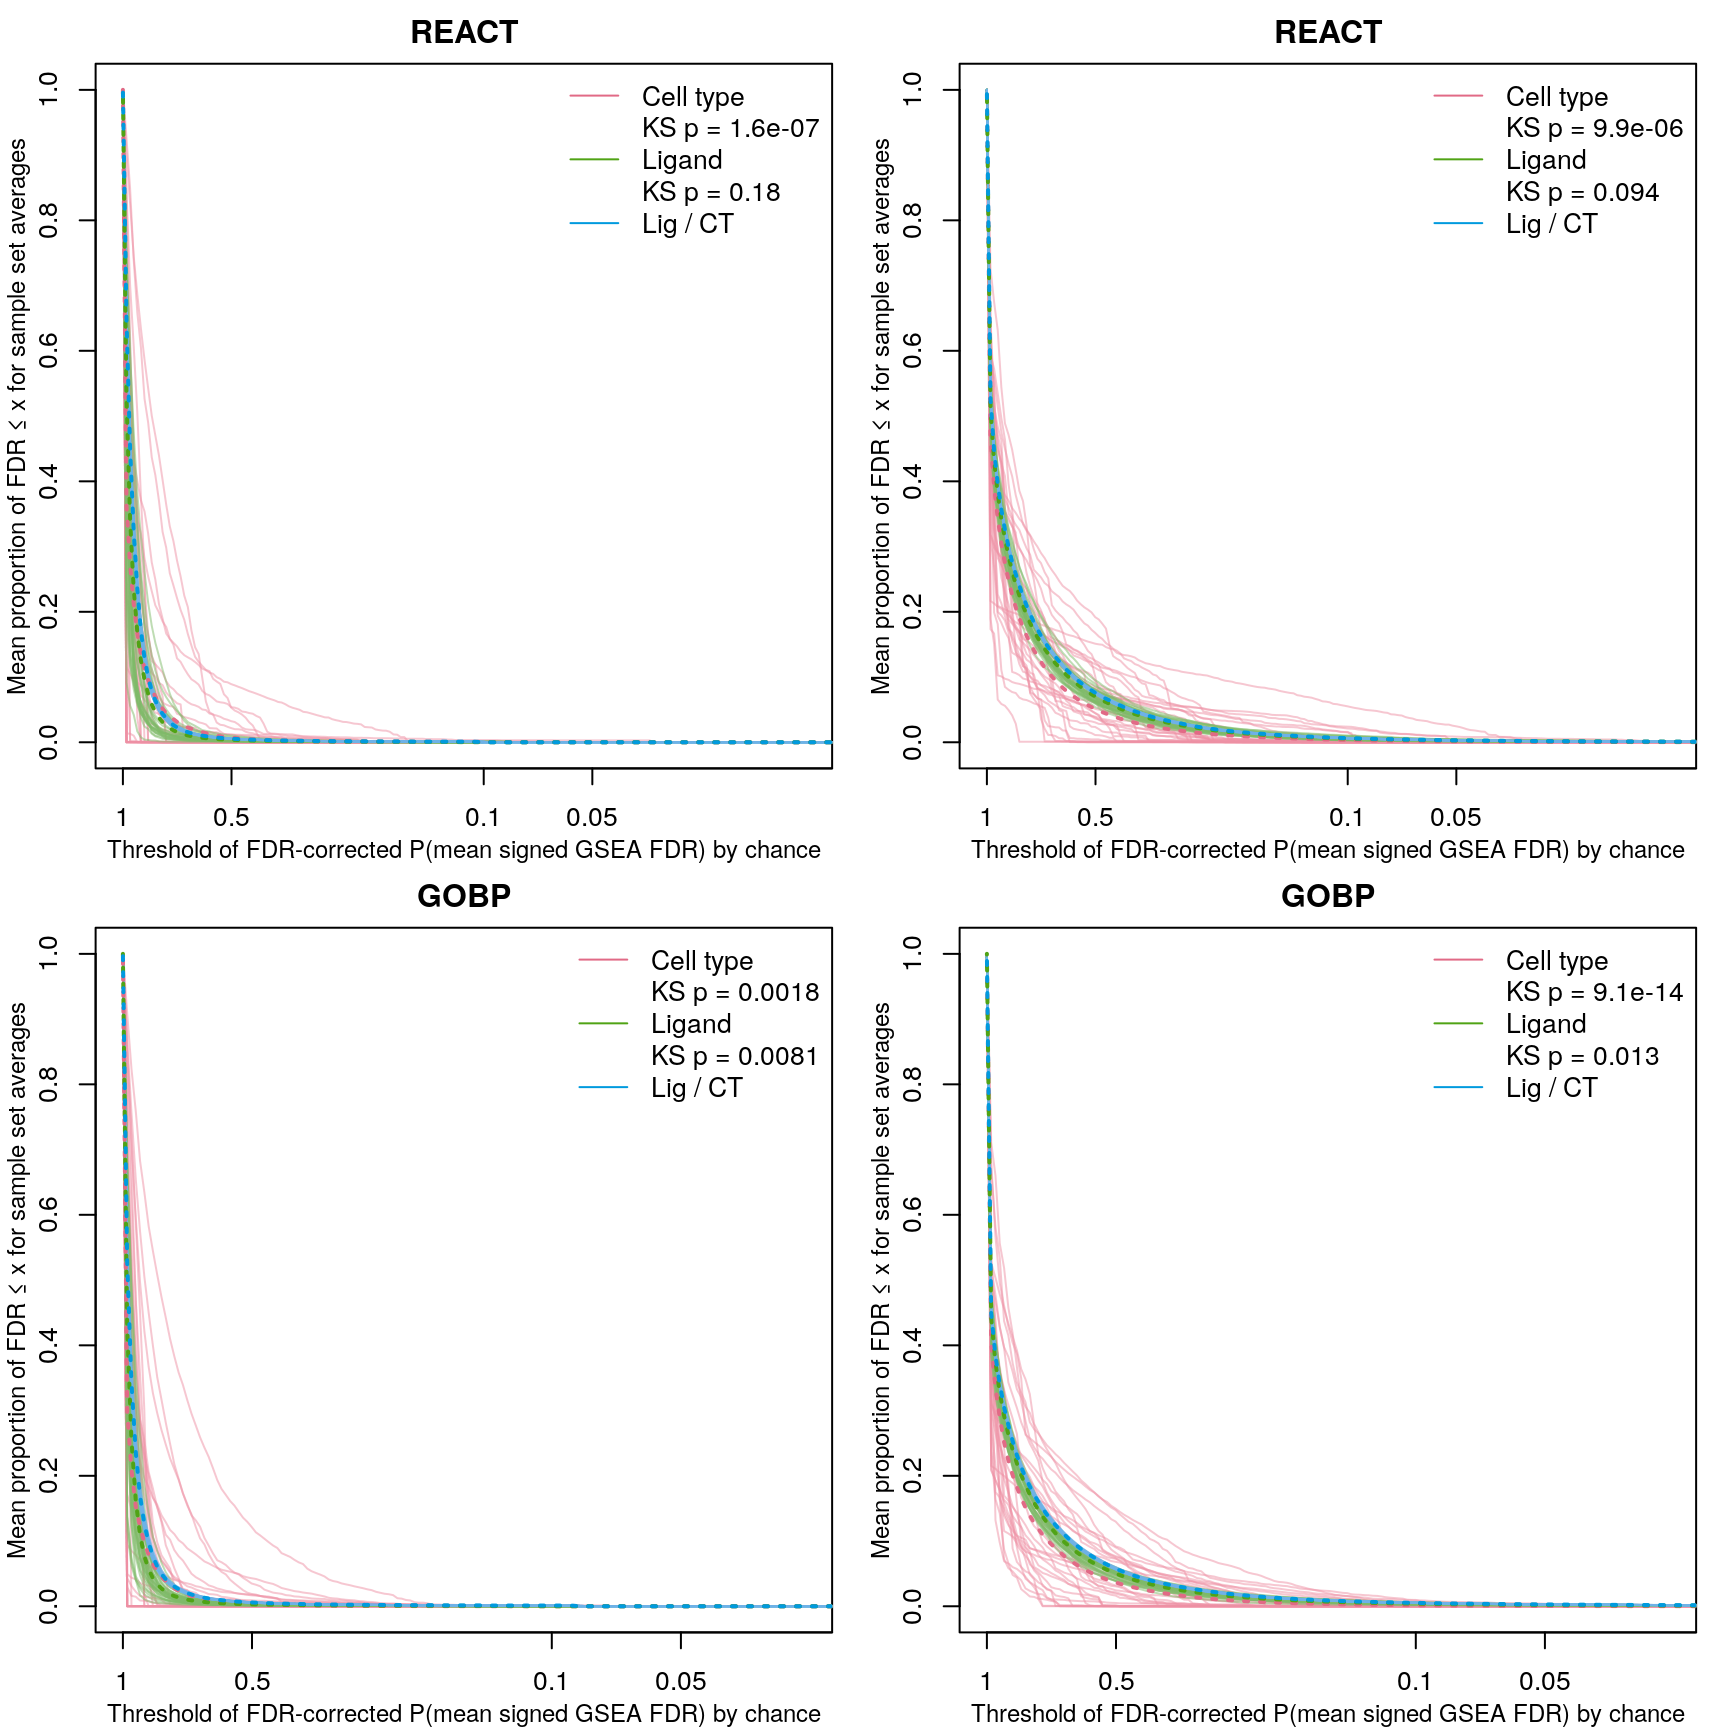 REACT
1.0
0.8
0.6
0.4
0.2
0.0
Mean proportion of FDR ≤ x for sample set averages
Cell type
KS p = 1.6e-07
Ligand
KS p = 0.18
Lig / CT
1 0.5 0.1 0.05
Threshold of FDR-corrected P(mean signed GSEA FDR) by chance
REACT
1.0
0.8
0.6
0.4
0.2
0.0
Mean proportion of FDR ≤ x for sample set averages
Cell type
KS p = 9.9e-06
Ligand
KS p = 0.094
Lig / CT
1 0.5 0.1 0.05
Threshold of FDR-corrected P(mean signed GSEA FDR) by chance
GOBP
1.0
0.8
0.6
0.4
0.2
0.0
Mean proportion of FDR ≤ x for sample set averages
Cell type
KS p = 0.0018
Ligand
KS p = 0.0081
Lig / CT
1 0.5 0.1 0.05
Threshold of FDR-corrected P(mean signed GSEA FDR) by chance
GOBP
1.0
0.8
0.6
0.4
0.2
0.0
Mean proportion of FDR ≤ x for sample set averages
Cell type
KS p = 9.1e-14
Ligand
KS p = 0.013
Lig / CT
1 0.5 0.1 0.05
Threshold of FDR-corrected P(mean signed GSEA FDR) by chance